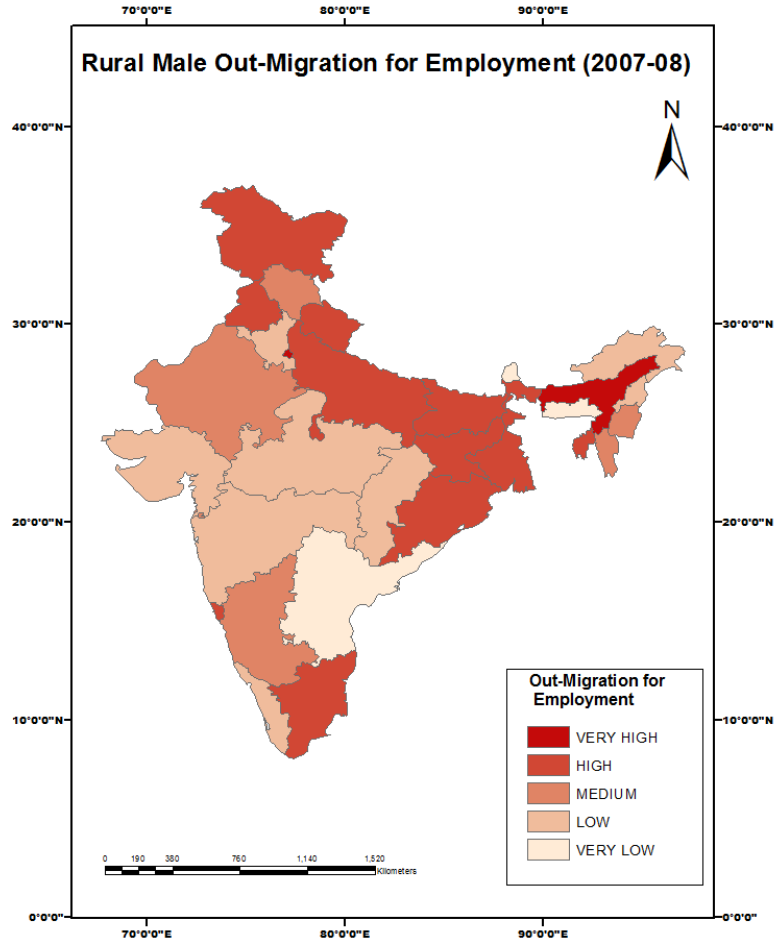 70°0'0"E 80°0'0"E 90°0'0"E
Rural Male Out-Migration for Employment (2007-08)
N
40°0'0"N 40°0'0"N
30°0'0"N 30°0'0"N
20°0'0"N 20°0'0"N
10°0'0"N 10°0'0"N
Out-Migration for
Employment
VERY HIGH
HIGH
MEDIUM
LOW
VERY LOW
0 190 380 760 1,140 1,520
Kilometers
0°0'0" 0°0'0"
70°0'0"E 80°0'0"E 90°0'0"E